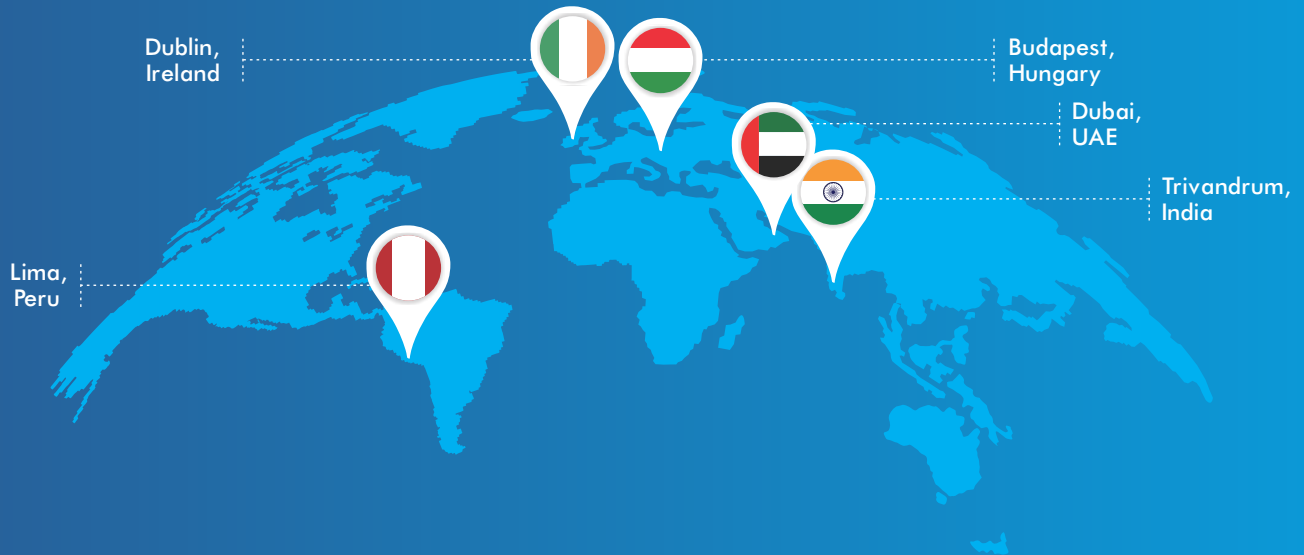 Dublin,
Ireland
Budapest,
Hungary
Dubai,
UAE
Trivandrum,
India
Lima,
Peru